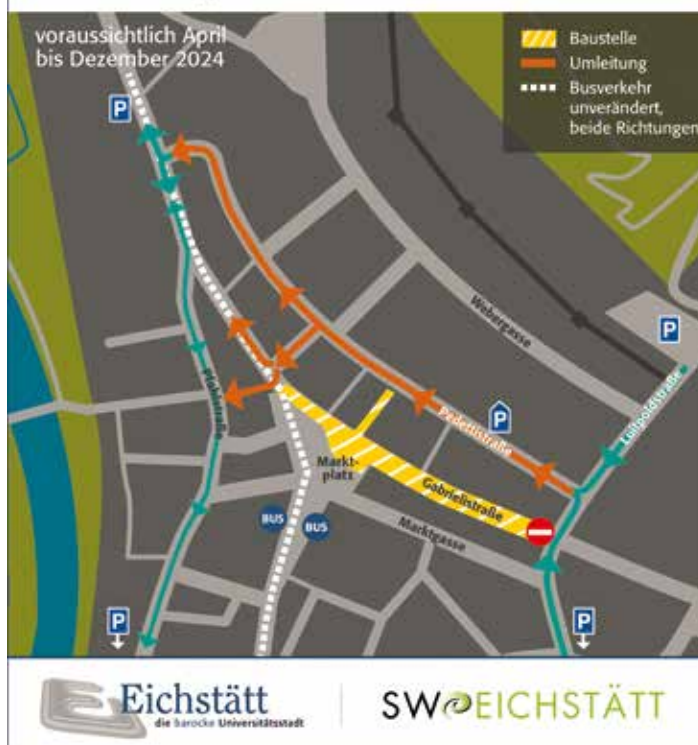 voraussichtlich April
bis Dezember 2024
Baustelle
Umleitung
Busverkehr
unverändert,
beide Richtungen
P
P
Webergasse
Luitpoldstraße
Pfahlstraße
P
Pedettistraße
Markt-
platz
Gabrielistraße
Marktgasse
BUS
BUS
P
P
Eichstätt
die barocke Universitätsstadt
SW EICHSTÄTT